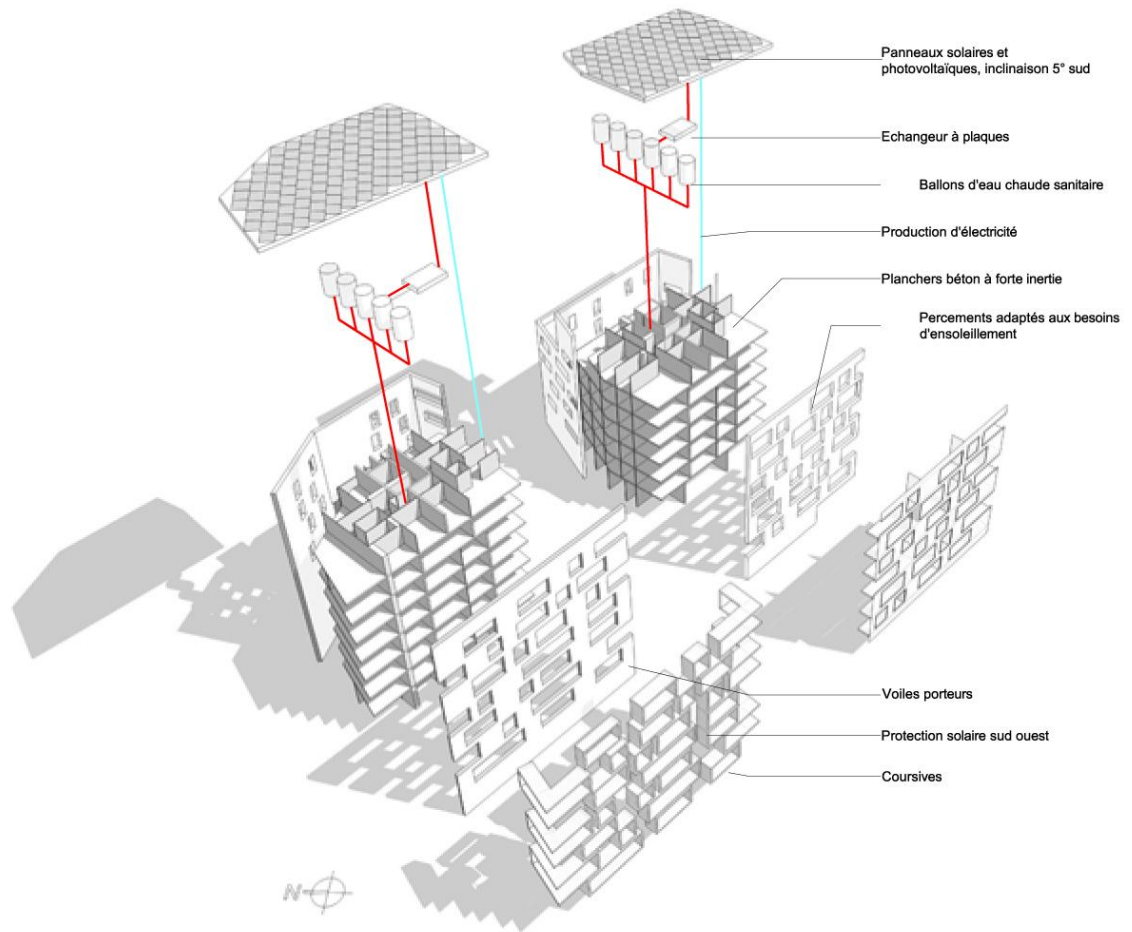 Panneaux solaires et
photovoltaïques, inclinaison 5° sud
Echangeur à plaques
Ballons d'eau chaude sanitaire
Production d'électricité
Planchers béton à forte inertie
Percements adaptés aux besoins
d'ensoleillement
Voiles porteurs
Protection solaire sud ouest
Coursives
N